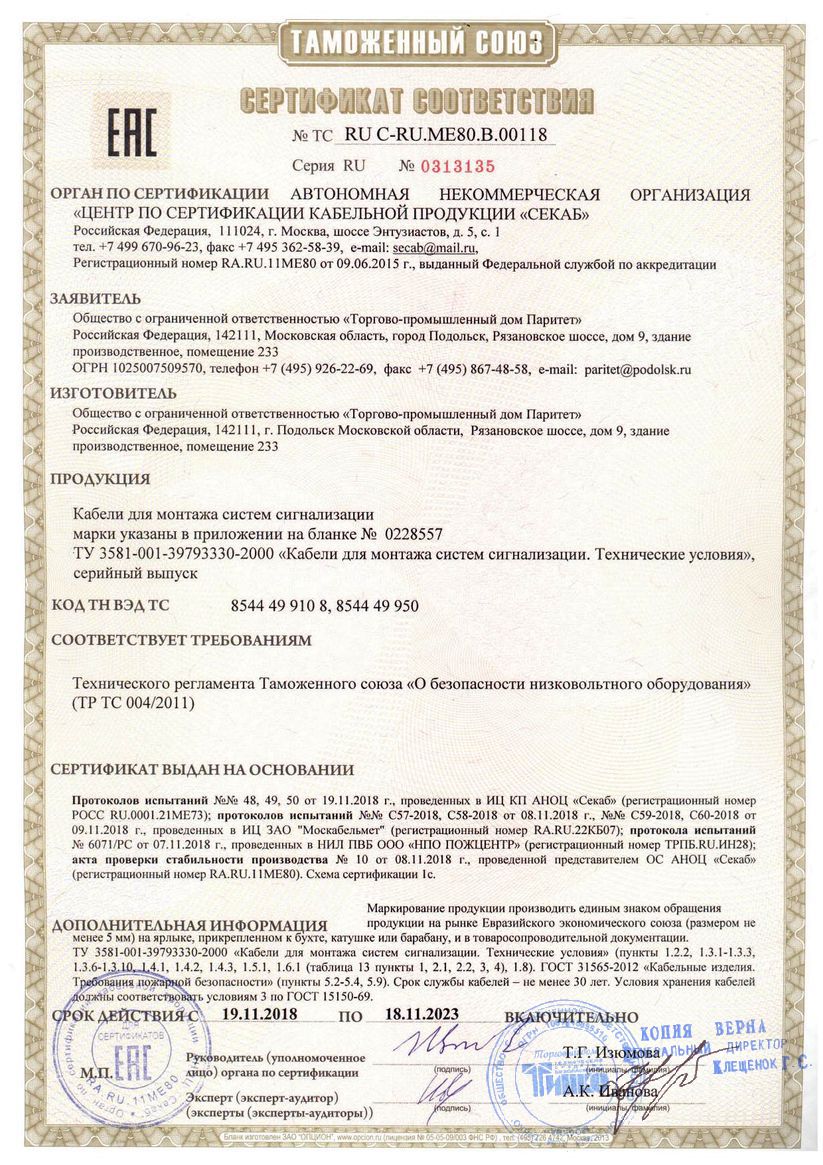 ТАМОЖЕННЫЙ СОЮЗ
СЕРТИФИКАТ СООТВЕТСТВИЯ
ЕАС
№ ТС RU C-RU.ME80.B.00118
Серия RU № 0313135
ОРГАН ПО СЕРТИФИКАЦИИ АВТОНОМНАЯ НЕКОММЕРЧЕСКАЯ ОРГАНИЗАЦИЯ
«ЦЕНТР ПО СЕРТИФИКАЦИИ КАБЕЛЬНОЙ ПРОДУКЦИИ «СЕКАБ»
Российская Федерация, 111024, г. Москва, шоссе Энтузиастов, д. 5, с. 1
тел. +7 499 670-96-23, факс +7 495 362-58-39, e-mail: secab@mail.ru,
Регистрационный номер RA.RU.11ME80 от 09.06.2015 г., выданный Федеральной службой по аккредитации
ЗАЯВИТЕЛЬ
Общество с ограниченной ответственностью «Торгово-промышленный дом Паритет»
Российская Федерация, 142111, Московская область, город Подольск, Рязановское шоссе, дом 9, здание
производственное, помещение 233
ОГРН 1025007509570, телефон +7 (495) 926-22-69, факс +7 (495) 867-48-58, e-mail: paritet@podolsk.ru
ИЗГОТОВИТЕЛЬ
Общество с ограниченной ответственностью «Торгово-промышленный дом Паритет»
Российская Федерация, 142111, г. Подольск Московской области, Рязановское шоссе, дом 9, здание
производственное, помещение 233
ПРОДУКЦИЯ
Кабели для монтажа систем сигнализации
марки указаны в приложении на бланке № 0228557
ТУ 3581-001-39793330-2000 «Кабели для монтажа систем сигнализации. Технические условия»,
серийный выпуск
КОД ТН ВЭД ТС 8544 49 910 8, 8544 49 950
СООТВЕТСТВУЕТ ТРЕБОВАНИЯМ
Технического регламента Таможенного союза «О безопасности низковольтного оборудования»
(ТР ТС 004/2011)
СЕРТИФИКАТ ВЫДАН НА ОСНОВАНИИ
Протоколов испытаний №№ 48, 49, 50 от 19.11.2018 г., проведенных в ИЦ КП АНОЦ «Секаб» (регистрационный номер
РОСС RU.0001.21МЕ73); протоколов испытаний №№ С57-2018, С58-2018 от 08.11.2018 г., №№ С59-2018, С60-2018 от
09.11.2018 г., проведенных в ИЦ ЗАО "Москабельмет" (регистрационный номер RA.RU.22КБ07); протокола испытаний
№ 6071/РС от 07.11.2018 г., проведенных в НИЛ ПВБ ООО «НПО ПОЖЦЕНТР» (регистрационный номер ТРПБ.RU.ИН28);
акта проверки стабильности производства № 10 от 08.11.2018 г., проведенной представителем ОС АНОЦ «Секаб»
(регистрационный номер RA.RU.11МЕ80). Схема сертификации 1с.
ДОПОЛНИТЕЛЬНАЯ ИНФОРМАЦИЯ Маркирование продукции производить единым знаком обращения
продукции на рынке Евразийского экономического союза (размером не
менее 5 мм) на ярлыке, прикрепленном к бухте, катушке или барабану, и в товаросопроводительной документации.
ТУ 3581-001-39793330-2000 «Кабели для монтажа систем сигнализации. Технические условия» (пункты 1.2.2, 1.3.1-1.3.3,
1.3.6-1.3.10, 1.4.1, 1.4.2, 1.4.3, 1.5.1, 1.6.1 (таблица 13 пункты 1, 2.1, 2.2, 3, 4), 1.8). ГОСТ 31565-2012 «Кабельные изделия.
Требования пожарной безопасности» (пункты 5.2-5.4, 5.9). Срок службы кабелей – не менее 30 лет. Условия хранения кабелей
должны соответствовать условиям 3 по ГОСТ 15150-69.
СРОК ДЕЙСТВИЯ С 19.11.2018 ПО 18.11.2023 ВКЛЮЧИТЕЛЬНО
КОПИЯ ВЕРНА
ДИРЕКТОР
КЛЕЩЕНОК Г.С.
ДЛЯ
СЕРТИФИКАТОВ
ЕАС
RA.RU.11ME80
М.П.
Руководитель (уполномоченное
лицо) органа по сертификации
(подпись)
Т.Г. Изюмова
(инициалы, фамилия)
Эксперт (эксперт-аудитор)
(эксперты (эксперты-аудиторы))
(подпись)
А.К. Иванова
(инициалы, фамилия)
Бланк изготовлен ЗАО "ОПЦИОН", www.opcion.ru (лицензия № 05-05-09/003 ФНС РФ)